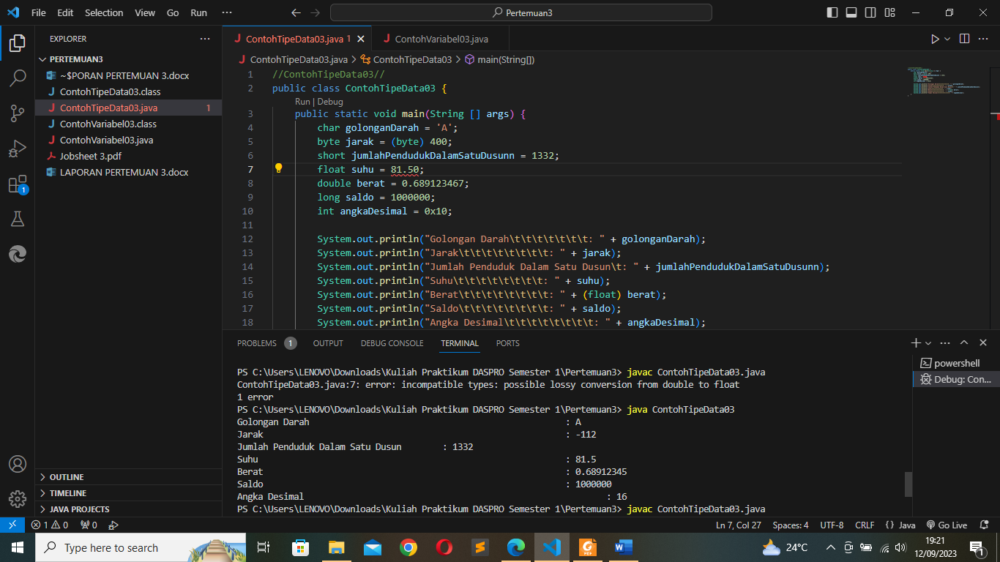 File Edit Selection View Go Run ··· Pertemuan3
EXPLORER ···
PERTEMUAN3
~$PORAN PERTEMUAN 3.docx
ContohTipeData03.class
ContohTipeData03.java 1
ContohVariabel03.class
ContohVariabel03.java
Jobsheet 3.pdf
LAPORAN PERTEMUAN 3.docx
1
OUTLINE
TIMELINE
JAVA PROJECTS
ContohTipeData03.java 1 ContohVariabel03.java
ContohTipeData03.java > ContohTipeData03 > main(String[])
1 //ContohTipeData03//
2 public class ContohTipeData03 {
Run | Debug
3 public static void main(String [] args) {
4 char golonganDarah = 'A';
5 byte jarak = (byte) 400;
6 short jumlahPendudukDalamSatuDusunn = 1332;
7 float suhu = 81.50;
8 double berat = 0.689123467;
9 long saldo = 1000000;
10 int angkaDesimal = 0x10;
11
12 System.out.println("Golongan Darah\t\t\t\t\t\t\t: " + golonganDarah);
13 System.out.println("Jarak\t\t\t\t\t\t\t\t: " + jarak);
14 System.out.println("Jumlah Penduduk Dalam Satu Dusun\t: " + jumlahPendudukDalamSatuDusunn);
15 System.out.println("Suhu\t\t\t\t\t\t\t\t: " + suhu);
16 System.out.println("Berat\t\t\t\t\t\t\t\t: " + (float) berat);
17 System.out.println("Saldo\t\t\t\t\t\t\t\t: " + saldo);
18 System.out.println("Angka Desimal\t\t\t\t\t\t\t\t: " + angkaDesimal);
PROBLEMS 1 OUTPUT DEBUG CONSOLE TERMINAL PORTS
PS C:\Users\LENOVO\Downloads\Kuliah Praktikum DASPRO Semester 1\Pertemuan3> javac ContohTipeData03.java
ContohTipeData03.java:7: error: incompatible types: possible lossy conversion from double to float
1 error
PS C:\Users\LENOVO\Downloads\Kuliah Praktikum DASPRO Semester 1\Pertemuan3> java ContohTipeData03
Golongan Darah : A
Jarak : -112
Jumlah Penduduk Dalam Satu Dusun : 1332
Suhu : 81.5
Berat : 0.68912345
Saldo : 1000000
Angka Desimal : 16
PS C:\Users\LENOVO\Downloads\Kuliah Praktikum DASPRO Semester 1\Pertemuan3> javac ContohTipeData03.java
powershell
Debug: Con...
1 0 0 Ln 7, Col 27 Spaces: 4 UTF-8 CRLF {} Java Go Live
Type here to search 24°C 19:21
12/09/2023 1